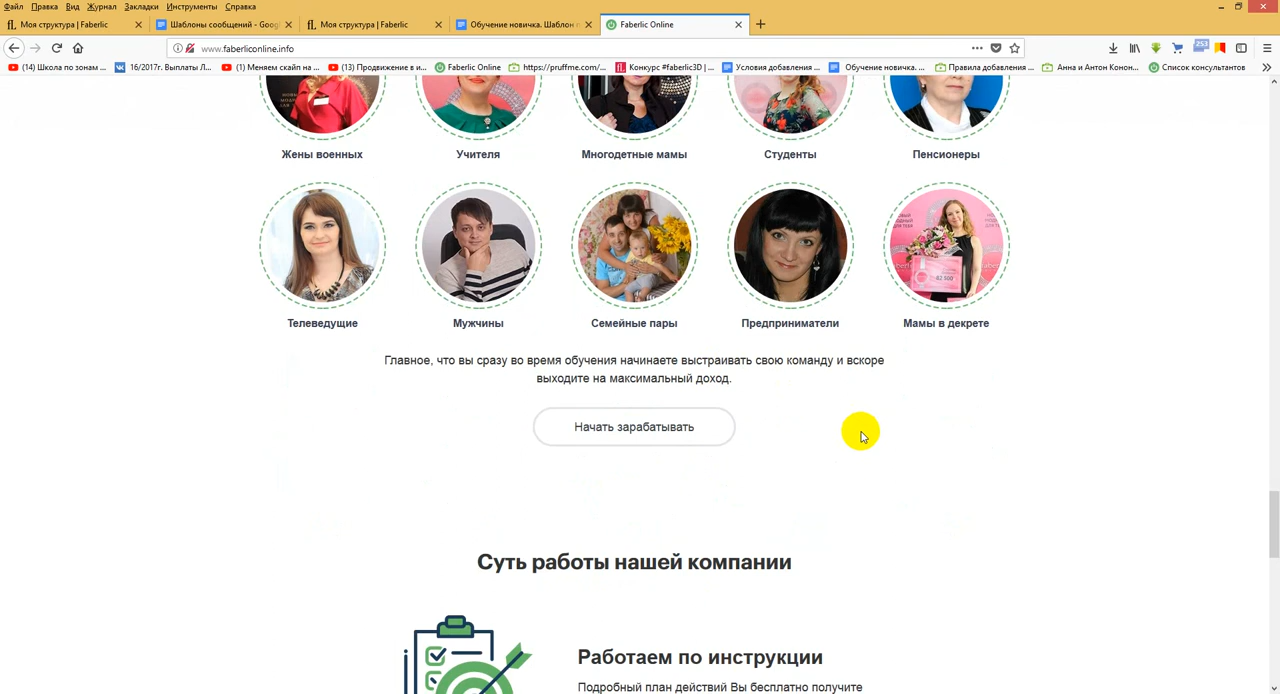 Файл Правка Вид Журнал Закладки Инструменты Справка
fl. Моя структура | Faberlic
Шаблоны сообщений - Goog
fl. Моя структура | Faberlic
Обучение новичка. Шаблон
Faberlic Online
www.faberliconline.info
253
(14) Школа по зонам ...
16/2017г. Выплаты Л...
(1) Меняем скайп на ...
(13) Продвижение в и...
Faberlic Online
https://pruffme.com/...
Конкурс #faberlic3D | ...
Условия добавления ...
Обучение новичка. ...
Правила добавления ...
Анна и Антон Конон...
Список консультантов
Жены военных
Учителя
Многодетные мамы
Студенты
Пенсионеры
Телеведущие
Мужчины
Семейные пары
Предприниматели
Мамы в декрете
Главное, что вы сразу во время обучения начинаете выстраивать свою команду и вскоре
выходите на максимальный доход.
Начать зарабатывать
Суть работы нашей компании
Работаем по инструкции
Подробный план действий Вы бесплатно получите